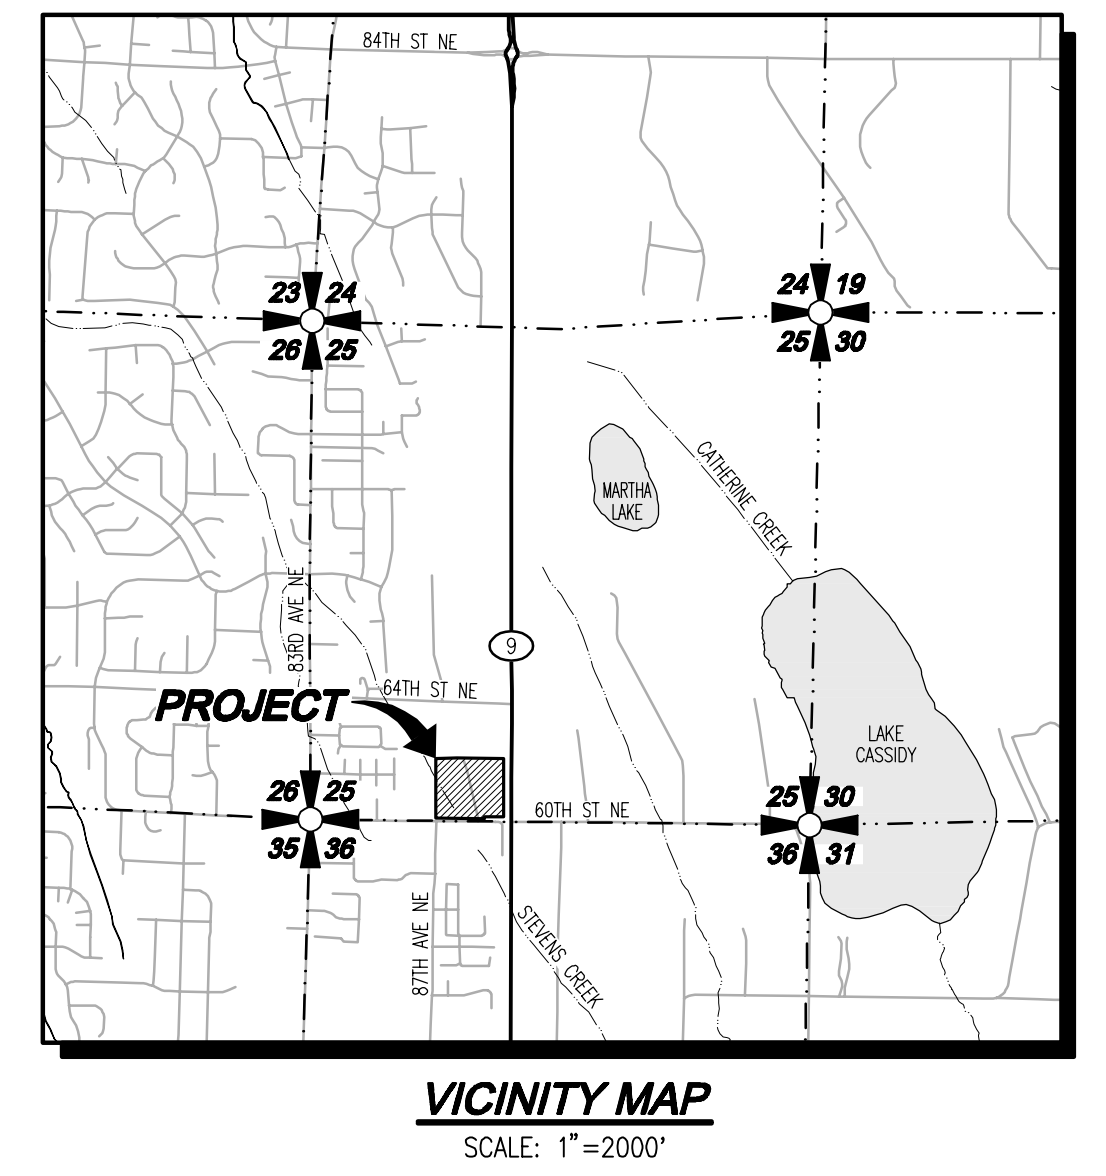 84TH ST NE
23 24
26 25
24 19
25 30
CATHERINE CREEK
MARTHA
LAKE
83RD AVE NE
9
64TH ST NE
PROJECT
LAKE
CASSIDY
26 25
35 36
60TH ST NE
25 30
36 31
87TH AVE NE
STEVENS CREEK
VICINITY MAP
SCALE: 1"=2000'